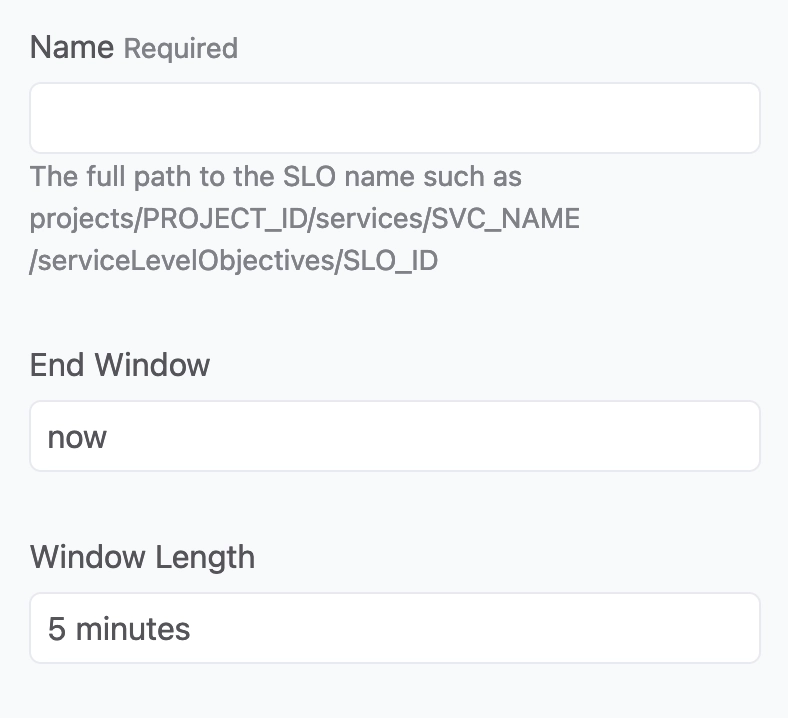 Name Required
The full path to the SLO name such as
projects/PROJECT_ID/services/SVC_NAME
/serviceLevelObjectives/SLO_ID
End Window
now
Window Length
5 minutes